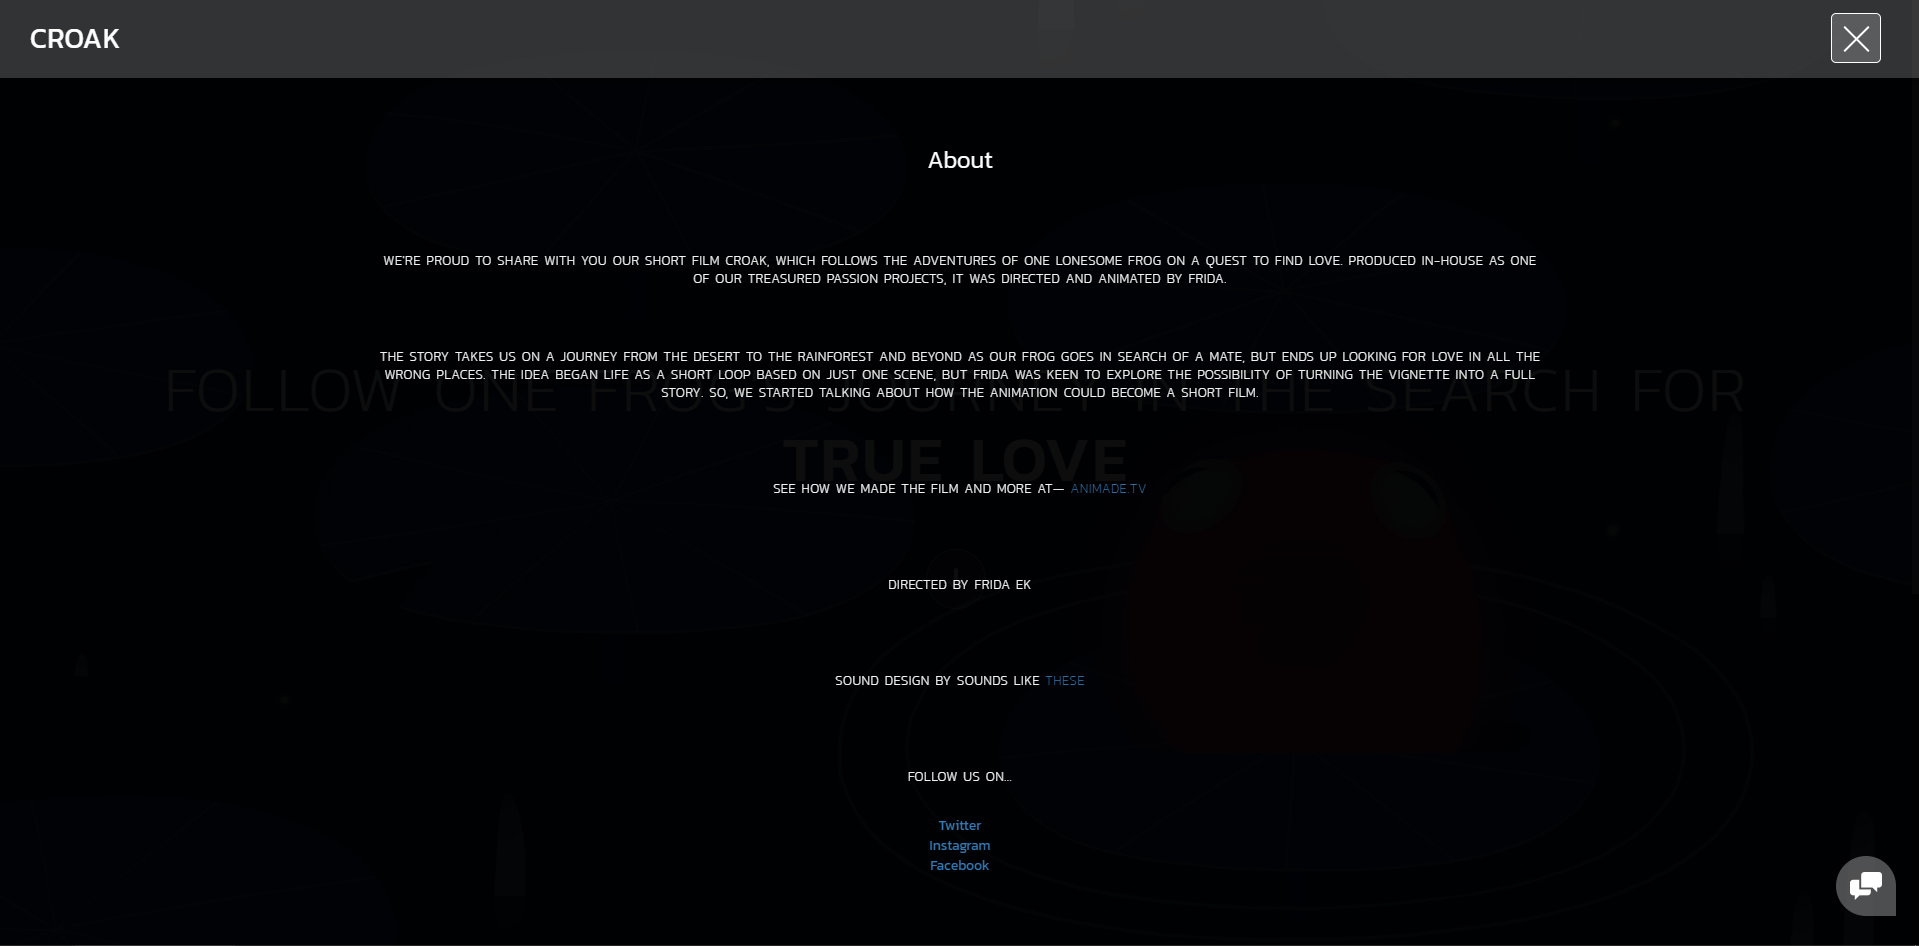 CROAK
About
WE'RE PROUD TO SHARE WITH YOU OUR SHORT FILM CROAK, WHICH FOLLOWS THE ADVENTURES OF ONE LONESOME FROG ON A QUEST TO FIND LOVE. PRODUCED IN-HOUSE AS ONE
OF OUR TREASURED PASSION PROJECTS, IT WAS DIRECTED AND ANIMATED BY FRIDA.
THE STORY TAKES US ON A JOURNEY FROM THE DESERT TO THE RAINFOREST AND BEYOND AS OUR FROG GOES IN SEARCH OF A MATE, BUT ENDS UP LOOKING FOR LOVE IN ALL THE
WRONG PLACES. THE IDEA BEGAN LIFE AS A SHORT LOOP BASED ON JUST ONE SCENE, BUT FRIDA WAS KEEN TO EXPLORE THE POSSIBILITY OF TURNING THE VIGNETTE INTO A FULL
STORY. SO, WE STARTED TALKING ABOUT HOW THE ANIMATION COULD BECOME A SHORT FILM.
FOLLOW ONE FROG'S JOURNEY IN THE SEARCH FOR
TRUE LOVE
SEE HOW WE MADE THE FILM AND MORE AT— ANIMADE.TV
DIRECTED BY FRIDA EK
SOUND DESIGN BY SOUNDS LIKE THESE
FOLLOW US ON...
Twitter
Instagram
Facebook